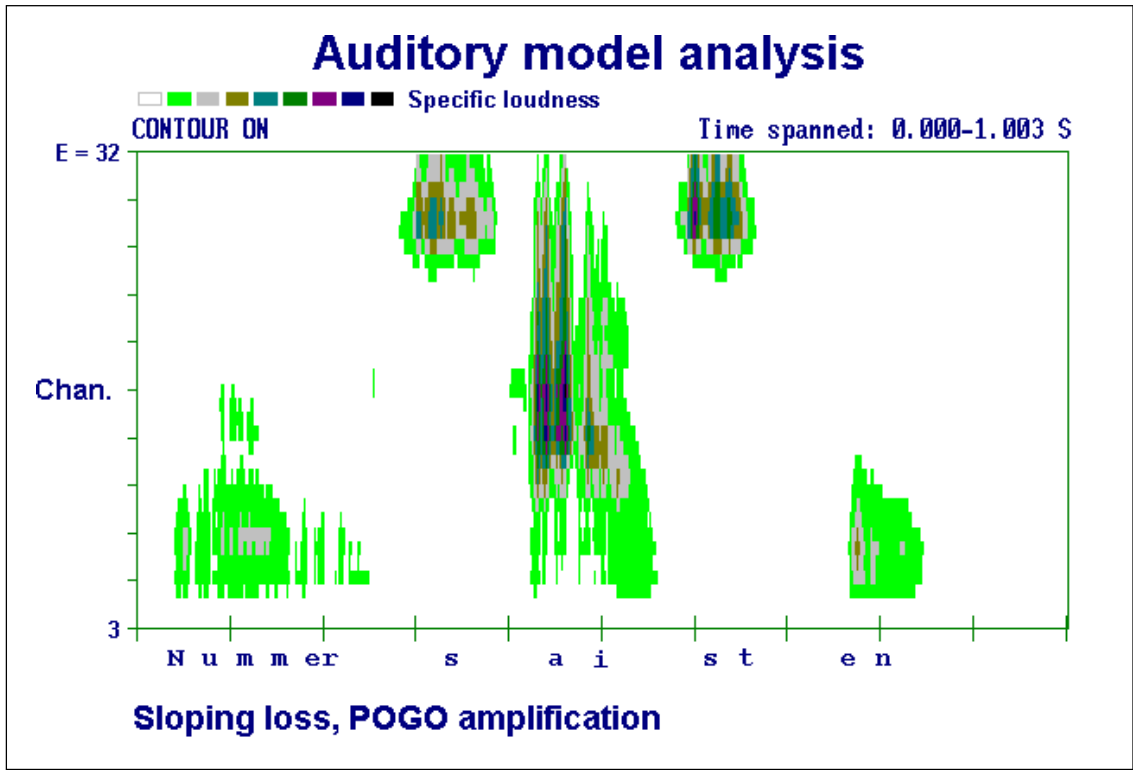 Auditory model analysis
Specific loudness
CONTOUR ON
Time spanned: 0.000-1.003 S
E = 32
Chan.
3
N u m m er s a i s t e n
Sloping loss, POGO amplification